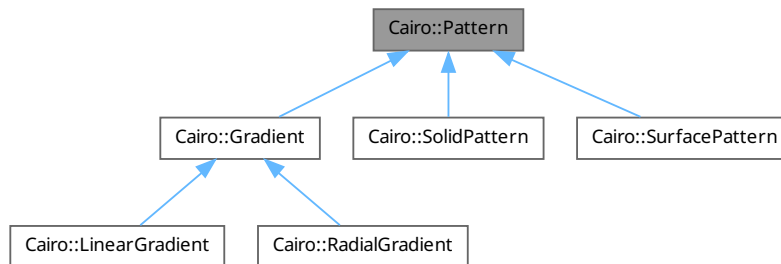 Cairo::Pattern
Cairo::Gradient
Cairo::SolidPattern
Cairo::SurfacePattern
Cairo::LinearGradient
Cairo::RadialGradient